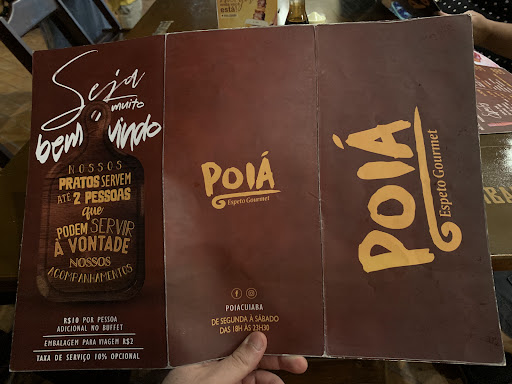 Seja
muito
bem vindo
NOSSOS
PRATOS SERVEM
ATÉ 2 PESSOAS
que
PODEM SERVIR
À VONTADE
NOSSOS
ACOMPANHAMENTOS
R$10 POR PESSOA
ADICIONAL NO BUFFET
EMBALAGEM PARA VIAGEM R$2
TAXA DE SERVIÇO 10% OPCIONAL
POIÁ
Espeto Gourmet
POIACUIABA
DE SEGUNDA À SÁBADO
DAS 18H ÀS 23H30
POIÁ
Espeto Gourmet
está